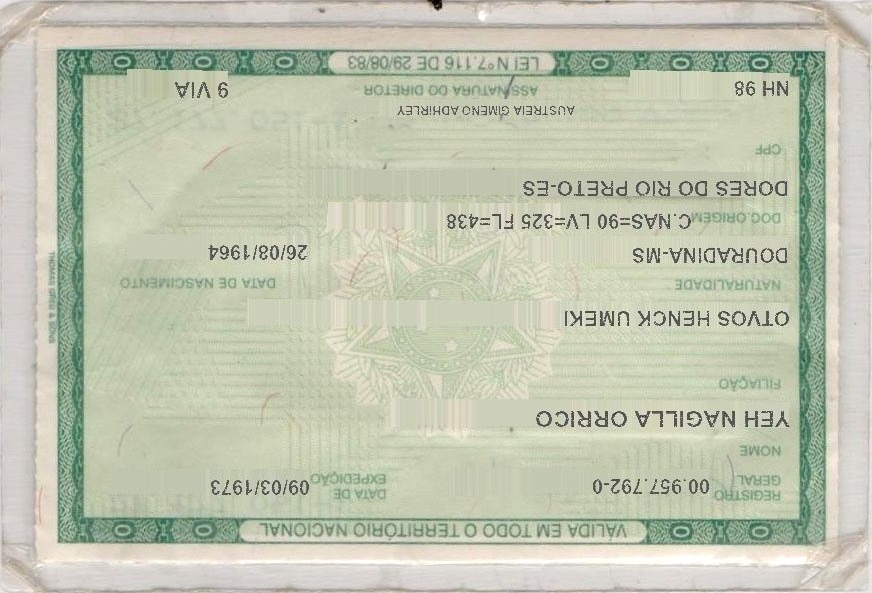 VÁLIDA EM TODO O TERRITÓRIO NACIONAL
REGISTRO GERAL 00.957.792-0 DATA DE EXPEDIÇÃO 09/03/1973
NOME
YEH NAGILLA ORRICO
FILIAÇÃO
OTVOS HENCK UMEKI
NATURALIDADE DATA DE NASCIMENTO
DOURADINA-MS 26/08/1964
DOC.ORIGEM C.NAS=90 LV=325 FL=438
DORES DO RIO PRETO-ES
CPF
AUSTREIA GIMENO ADHIRLEY
ASSINATURA DO DIRETOR
NH 98 9 VIA
LEI Nº 7.116 DE 29/08/83
THOMAS GREG & SONS